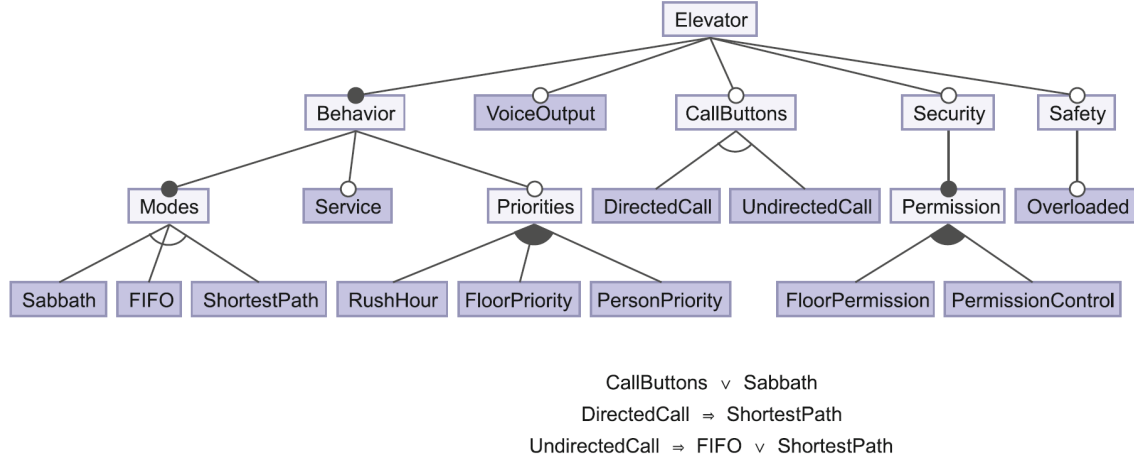 Elevator
Behavior VoiceOutput CallButtons Security Safety
Modes Service Priorities DirectedCall UndirectedCall Permission Overloaded
Sabbath FIFO ShortestPath RushHour FloorPriority PersonPriority FloorPermission PermissionControl
CallButtons ∨ Sabbath
DirectedCall ⇒ ShortestPath
UndirectedCall ⇒ FIFO ∨ ShortestPath